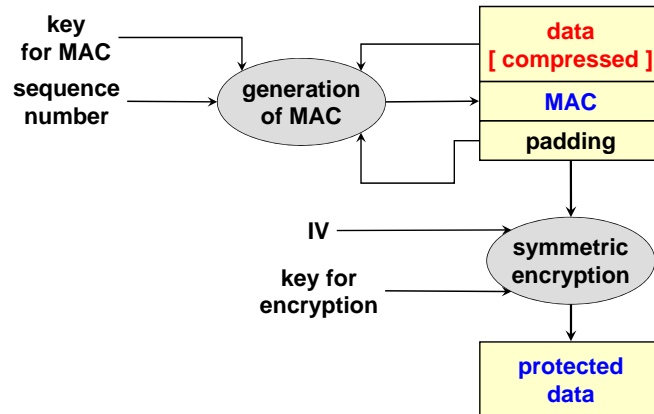 key
for MAC
data
[ compressed ]
sequence
number
generation
of MAC
MAC
padding
IV
symmetric
encryption
key for
encryption
protected
data